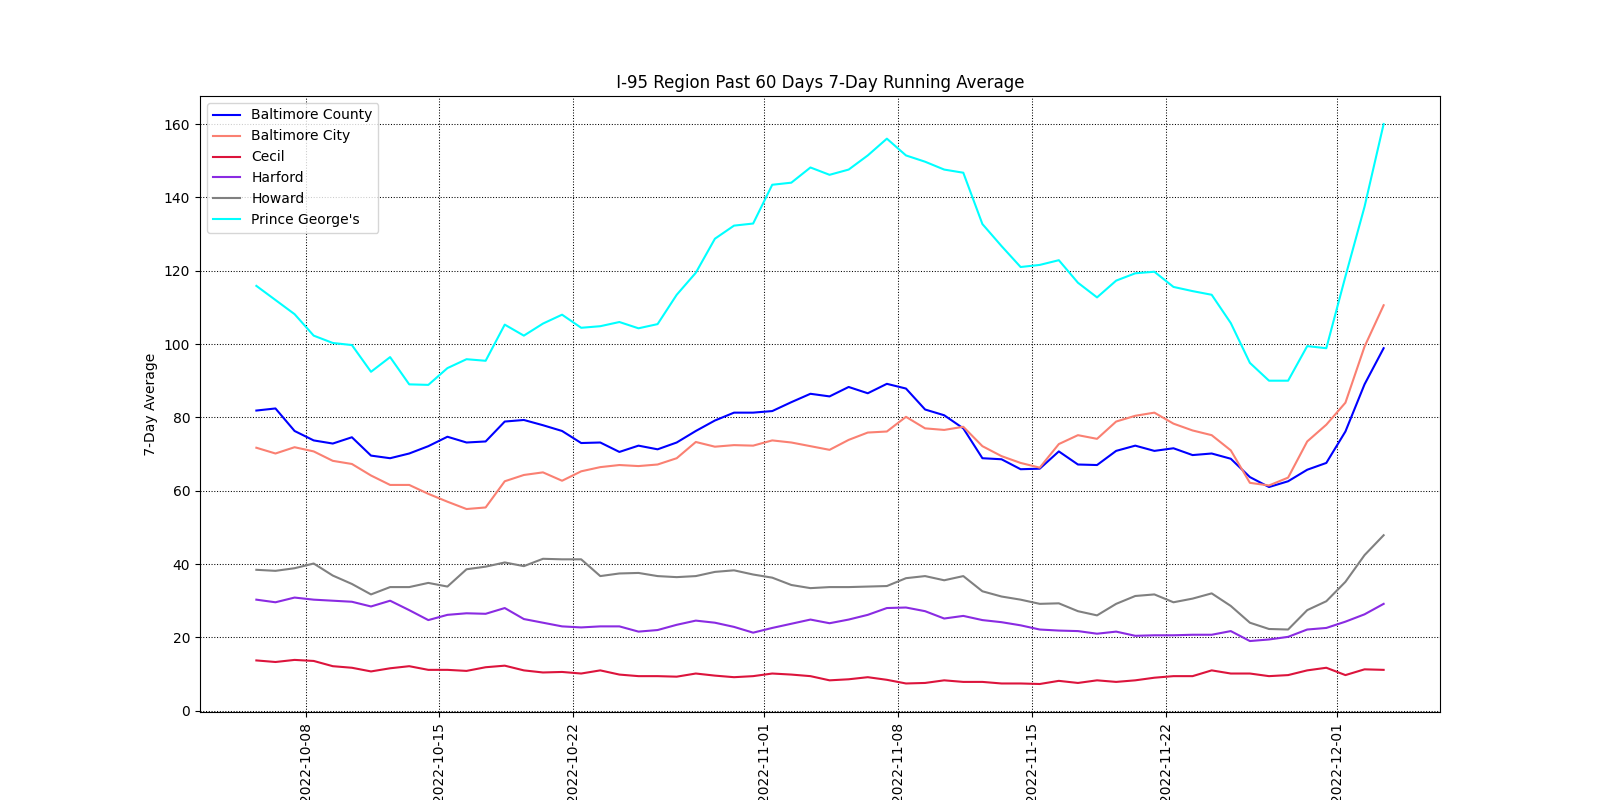 I-95 Region Past 60 Days 7-Day Running Average
Baltimore County
Baltimore City
Cecil
Harford
Howard
Prince George's
7-Day Average
160
140
120
100
80
60
40
20
0
2022-10-08
2022-10-15
2022-10-22
2022-11-01
2022-11-08
2022-11-15
2022-11-22
2022-12-01